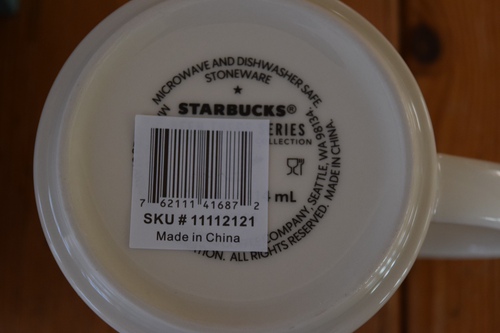 MICROWAVE AND DISHWASHER SAFE
STONEWARE
STARBUCKS®
ERIES
LLECTION
mL
98134.
COMPANY, SEATTLE, WA
ALL RIGHTS RESERVED. MADE IN CHINA.
7 62111 41687 2
SKU # 11112121
Made in China